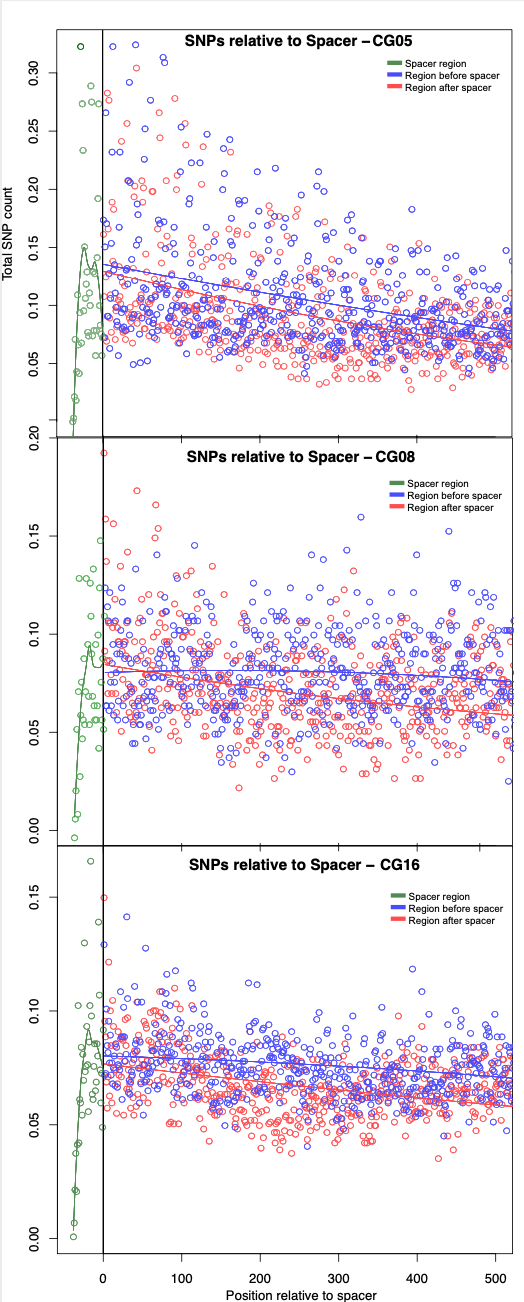 SNPs relative to Spacer – CG05
Spacer region
Region before spacer
Region after spacer
0.30
0.25
0.20
0.15
0.10
0.05
Total SNP count
0.20
SNPs relative to Spacer – CG08
Spacer region
Region before spacer
Region after spacer
0.15
0.10
0.05
0.00
SNPs relative to Spacer – CG16
Spacer region
Region before spacer
Region after spacer
0.15
0.10
0.05
0.00
0 100 200 300 400 500
Position relative to spacer